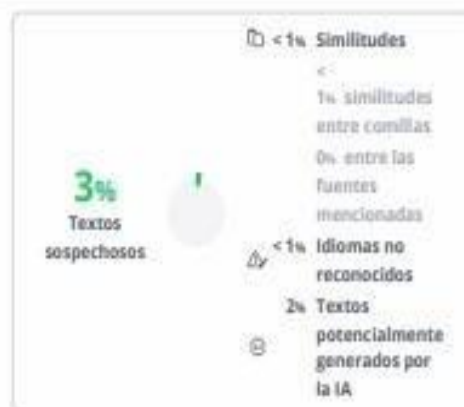 3%
Textos
sospechosos
< 1% Similitudes
<
1% similitudes
entre comillas
0% entre las
fuentes
mencionadas
< 1% Idiomas no
reconocidos
2% Textos
potencialmente
generados por
la IA